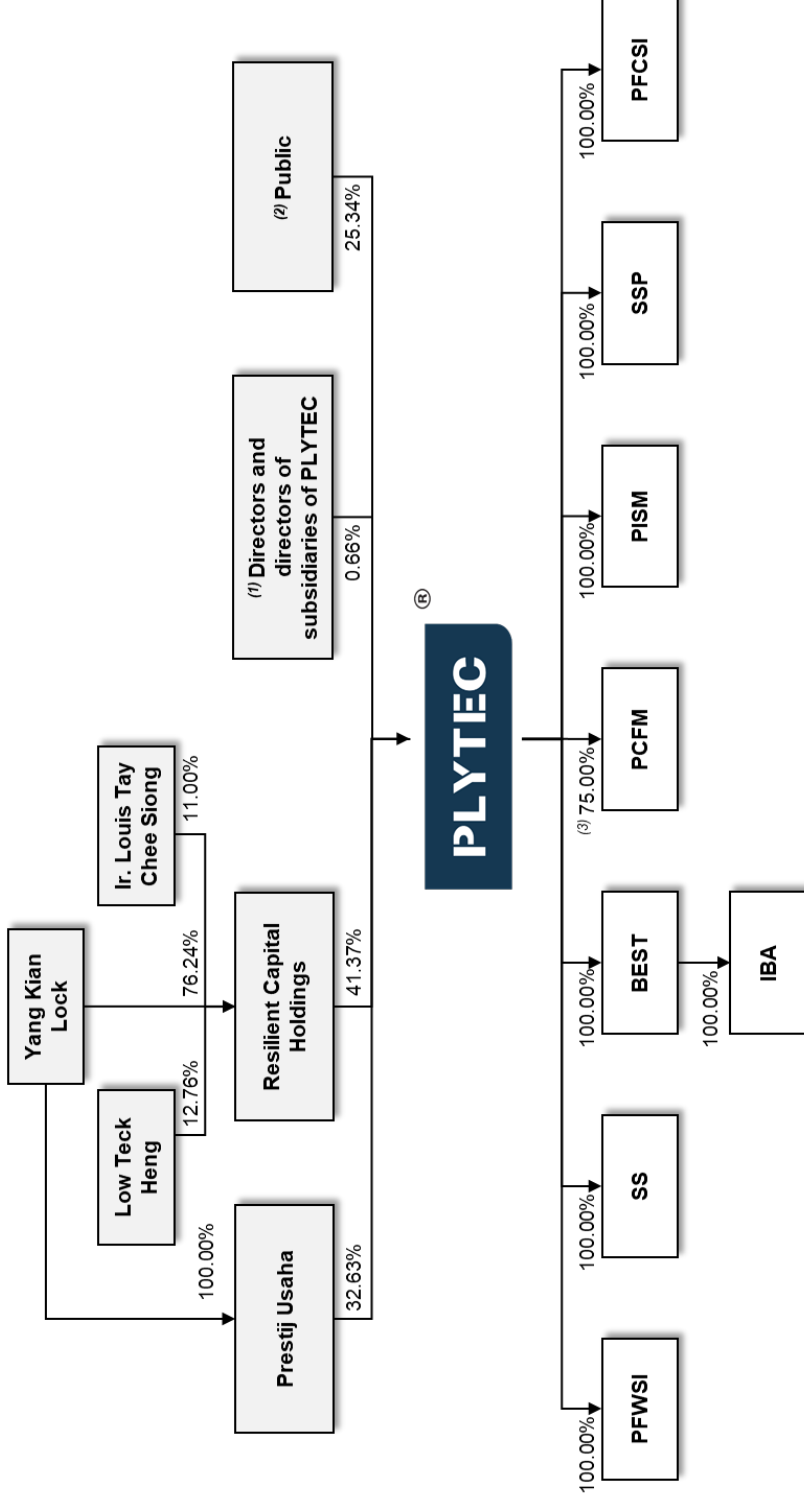 Yang Kian
Lock
Low Teck
Heng
Ir. Louis Tay
Chee Siong
100.00%
12.76%
76.24%
11.00%
Prestij Usaha
Resilient Capital
Holdings
(1) Directors and
directors of
subsidiaries of PLYTEC
(2) Public
32.63%
41.37%
0.66%
25.34%
PLYTEC
®
100.00%
100.00%
100.00%
(3) 75.00%
100.00%
100.00%
100.00%
PFWSI
SS
BEST
PCFM
PISM
SSP
PFCSI
100.00%
IBA